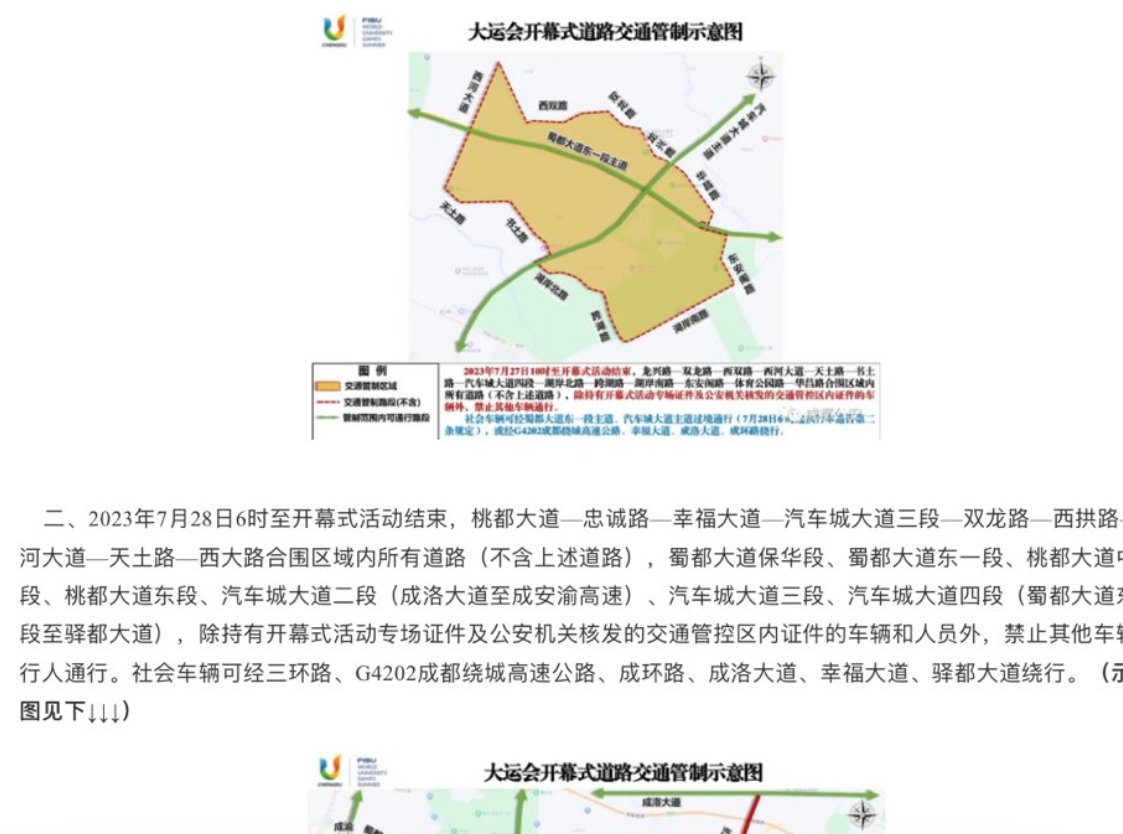 FISU
WORLD
UNIVERSITY
GAMES
SUMMER
CHENGDU
大运会开幕式道路交通管制示意图
西河大道
西双路
双龙路
龙兴路
汽车城大道主道
蜀都大道东一段主道
华昌路
天土路
书土路
湖岸北路
跨湖路
湖岸南路
东安阁路
图 例
交通管制区域
交通管制路段(不含)
管制范围内可通行路段
2023年7月27日10时至开幕式活动结束，龙兴路—双龙路—西双路—西河大道—天土路—书土
路—汽车城大道四段—湖岸北路—跨湖路—湖岸南路—东安阁路—体育公园路—华昌路合围区域内
所有道路（不含上述道路），除持有开幕式活动专场证件及公安机关核发的交通管控区内证件的车
辆外，禁止其他车辆通行。
社会车辆可经蜀都大道东一段主道、汽车城大道主道过境通行（7月28日6时起执行本通告第二
条规定），或经G4202成都绕城高速公路、幸福大道、成洛大道、成环路绕行。
二、2023年7月28日6时至开幕式活动结束，桃都大道—忠诚路—幸福大道—汽车城大道三段—双龙路—西拱路—
河大道—天土路—西大路合围区域内所有道路（不含上述道路），蜀都大道保华段、蜀都大道东一段、桃都大道中
段、桃都大道东段、汽车城大道二段（成洛大道至成安渝高速）、汽车城大道三段、汽车城大道四段（蜀都大道东
段至驿都大道），除持有开幕式活动专场证件及公安机关核发的交通管控区内证件的车辆和人员外，禁止其他车辆
行人通行。社会车辆可经三环路、G4202成都绕城高速公路、成环路、成洛大道、幸福大道、驿都大道绕行。（示
图见下↓↓↓）
FISU
WORLD
UNIVERSITY
GAMES
SUMMER
CHENGDU
大运会开幕式道路交通管制示意图
成洛大道
成渝